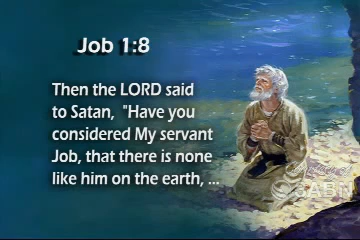 Job 1:8
Then the LORD said
to Satan, "Have you
considered My servant
Job, that there is none
like him on the earth, ...
3ABN